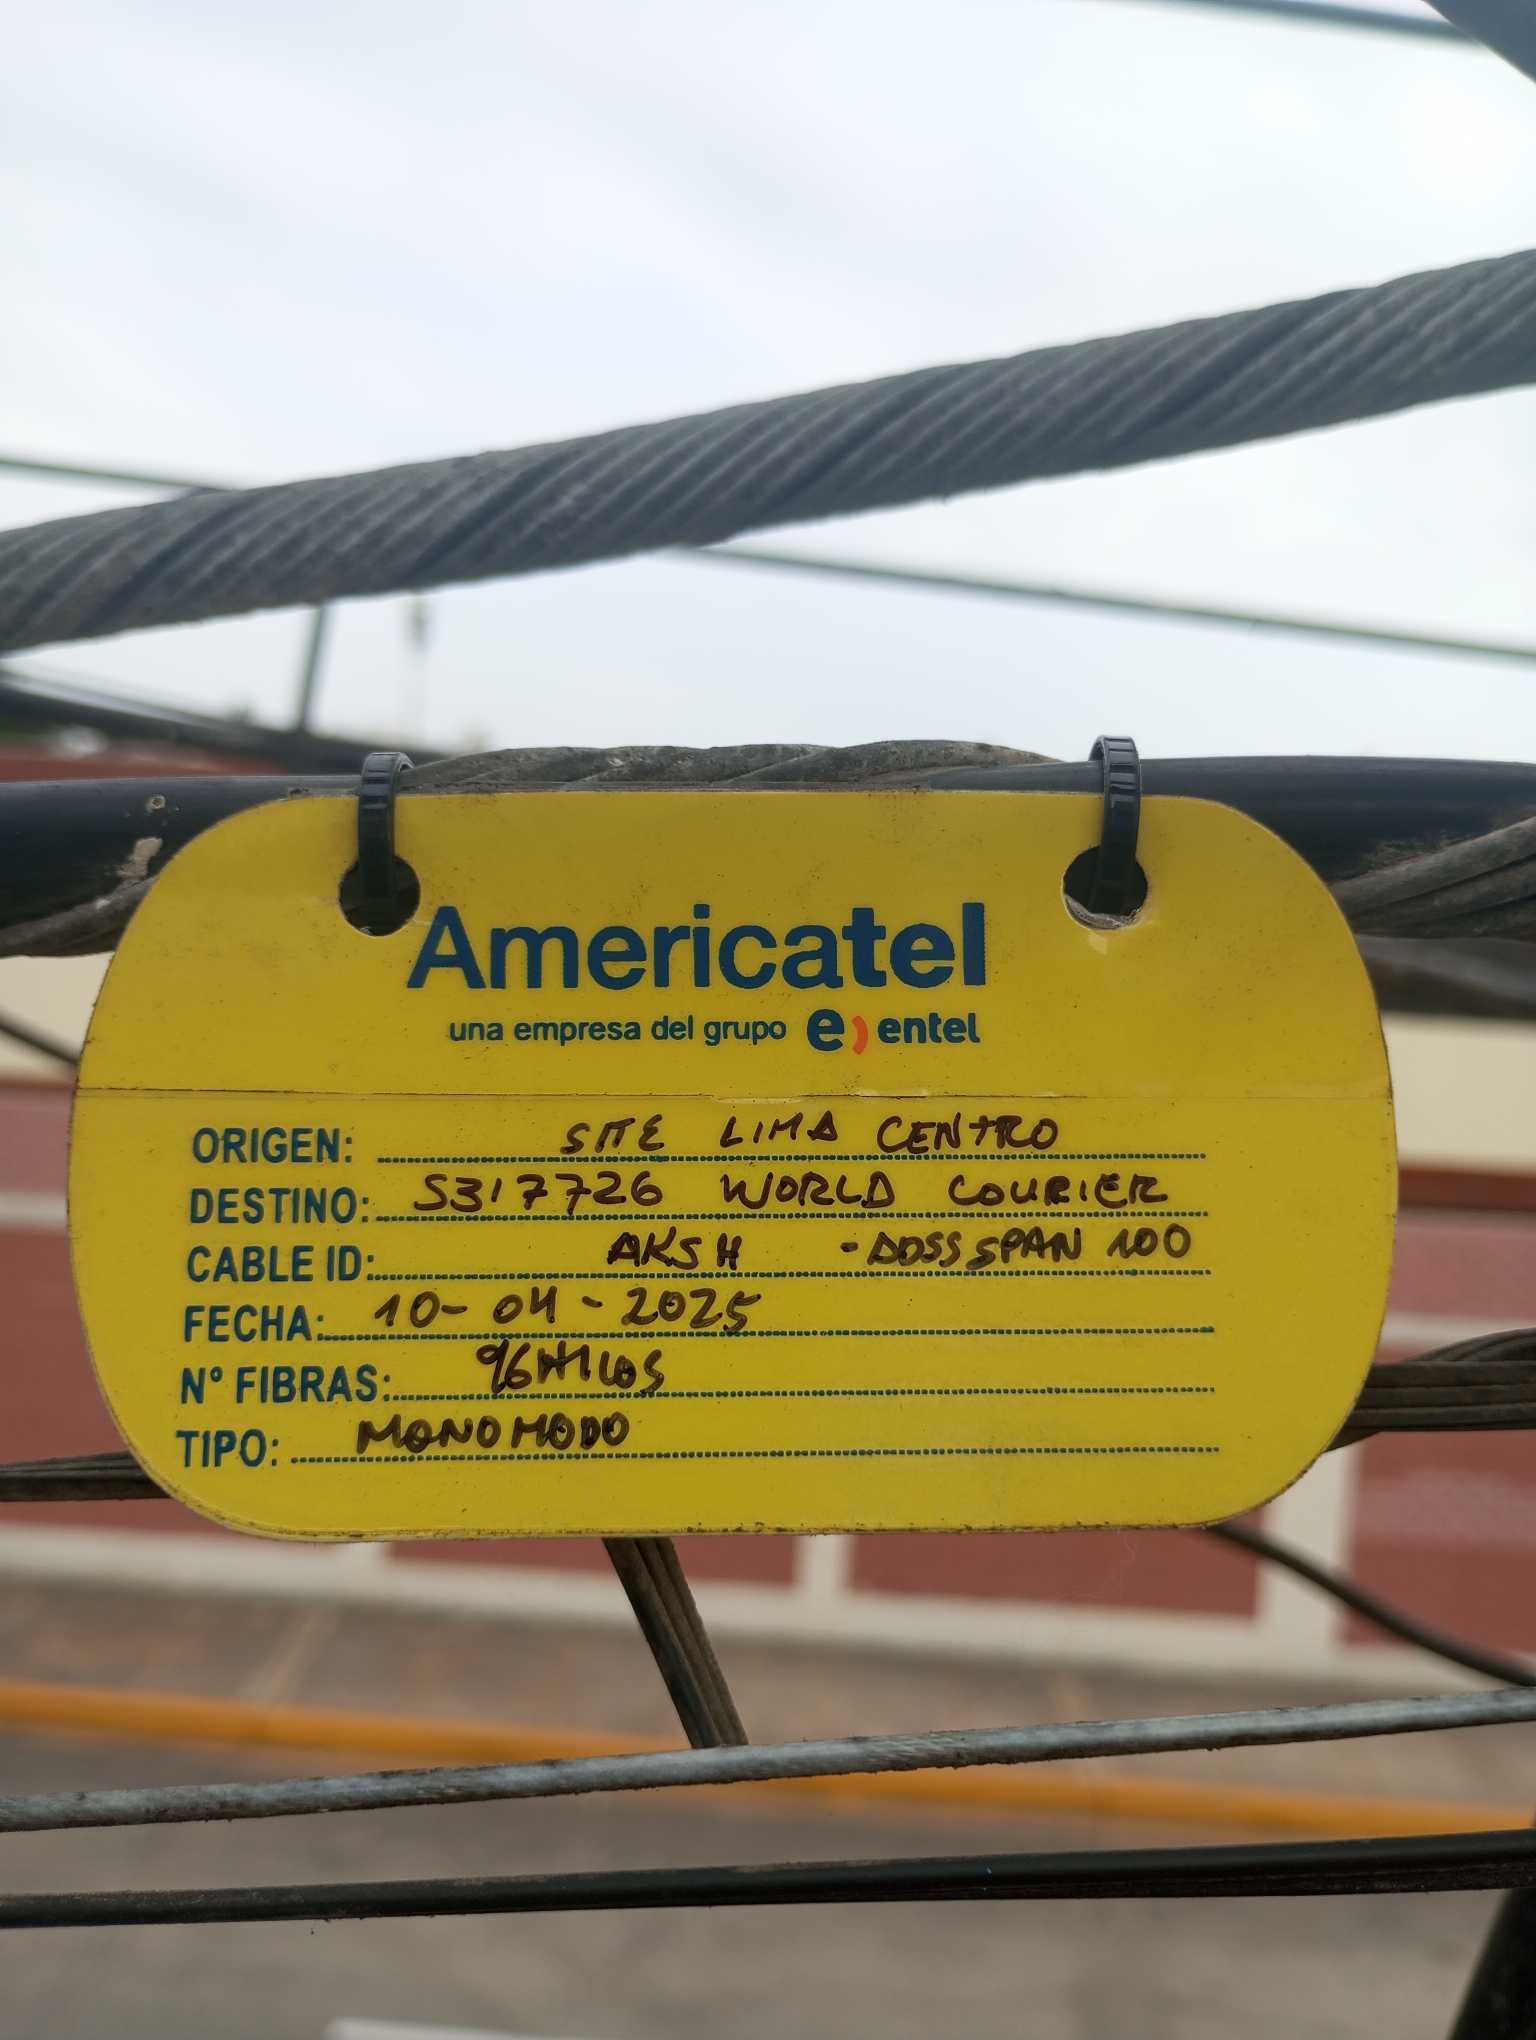 Americatel
una empresa del grupo e) entel
ORIGEN: SITE LIMA CENTRO
DESTINO: S317726 WORLD COURIER
CABLE ID: AKSH -DOSS SPAN 100
FECHA: 10-04-2025
N° FIBRAS: 96HILOS
TIPO: MONOMODO